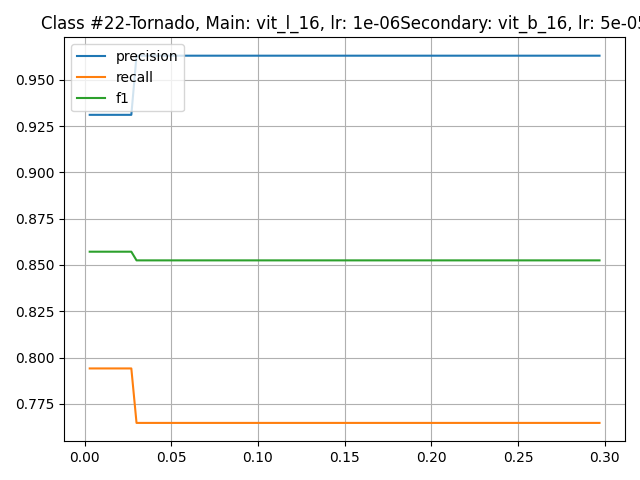 Class #22-Tornado, Main: vit_l_16, lr: 1e-06Secondary: vit_b_16, lr: 5e-05
precision
recall
f1
0.950
0.925
0.900
0.875
0.850
0.825
0.800
0.775
0.00 0.05 0.10 0.15 0.20 0.25 0.30